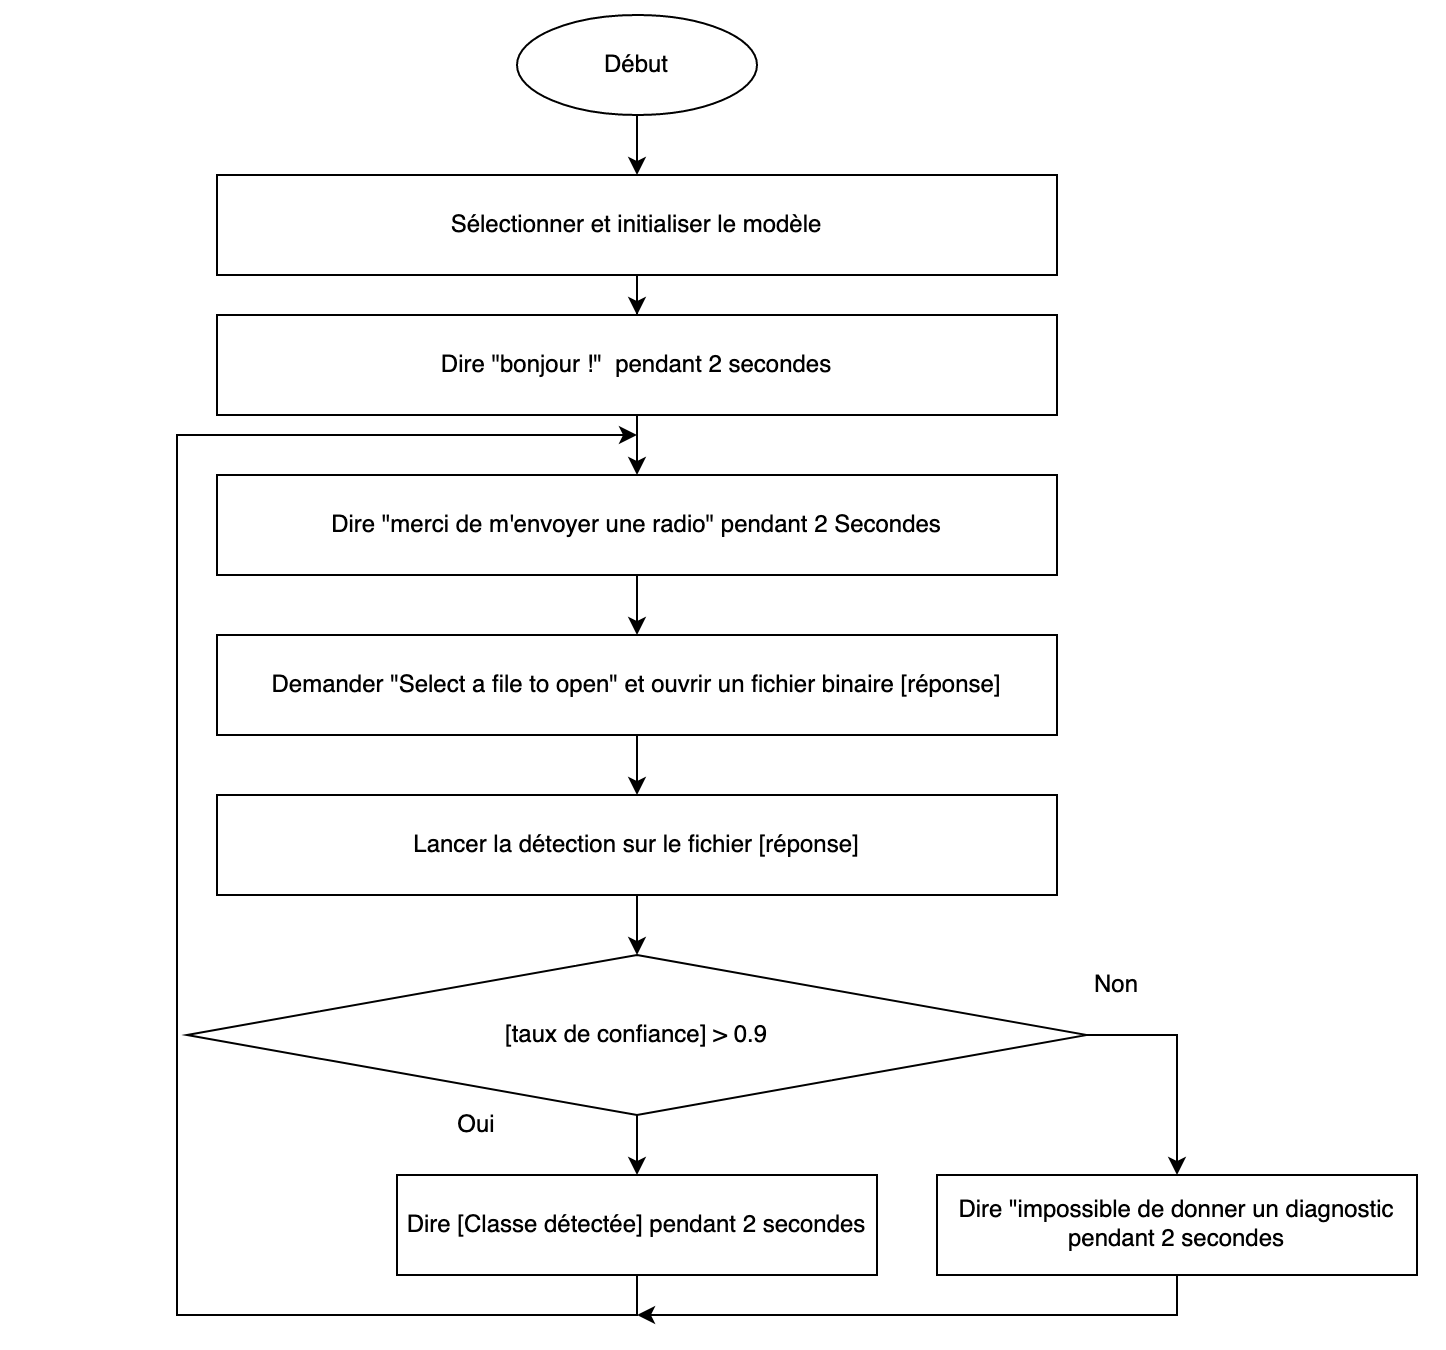 Début
Sélectionner et initialiser le modèle
Dire "bonjour !"  pendant 2 secondes
Dire "merci de m'envoyer une radio" pendant 2 Secondes
Demander "Select a file to open" et ouvrir un fichier binaire [réponse]
Lancer la détection sur le fichier [réponse]
Non
[taux de confiance] > 0.9
Oui
Dire [Classe détectée] pendant 2 secondes
Dire "impossible de donner un diagnostic
pendant 2 secondes